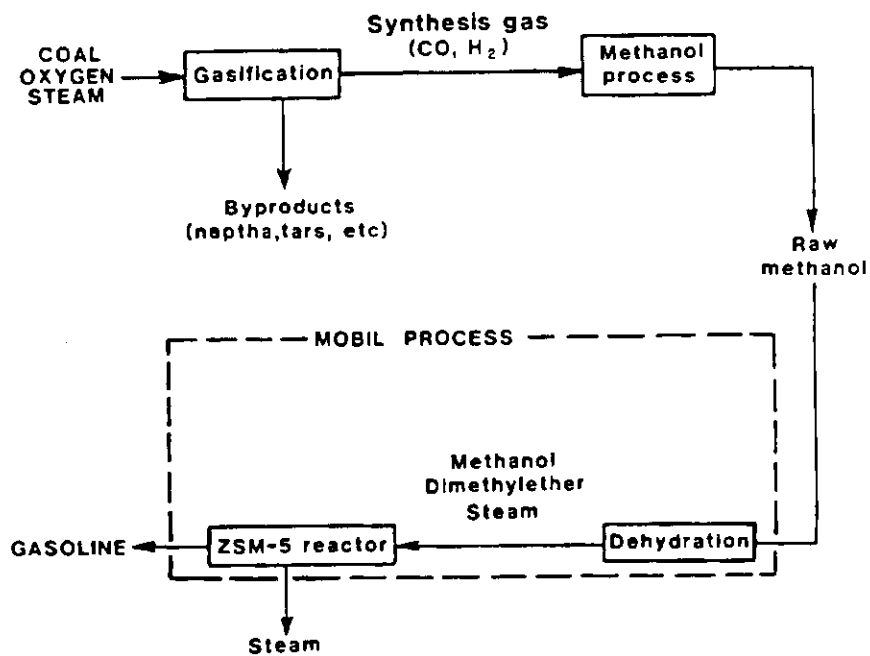 Synthesis gas
(CO, H₂)
COAL
OXYGEN
STEAM
Gasification
Methanol
process
Byproducts
(naptha,tars, etc)
Raw
methanol
MOBIL PROCESS
Methanol
Dimethylether
Steam
GASOLINE
ZSM-5 reactor
Dehydration
Steam